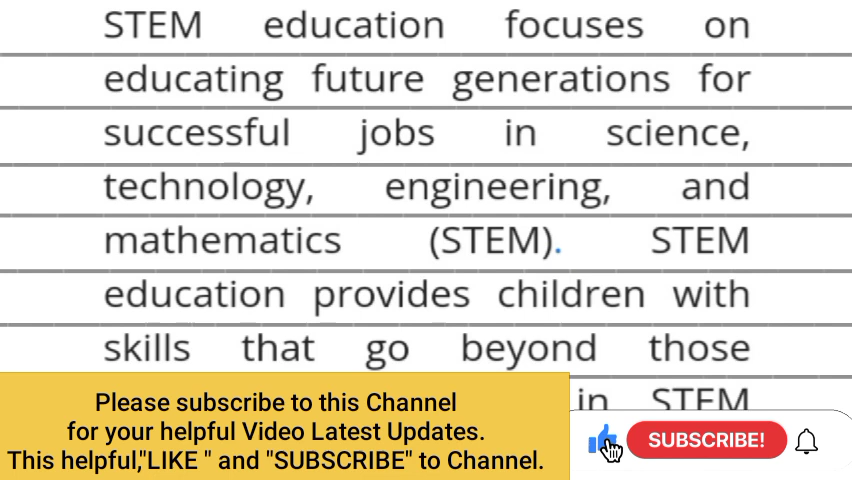 STEM education focuses on
educating future generations for
successful jobs in science,
technology, engineering, and
mathematics (STEM). STEM
education provides children with
skills that go beyond those
in STEM
Please subscribe to this Channel
for your helpful Video Latest Updates.
This helpful,"LIKE " and "SUBSCRIBE" to Channel.
SUBSCRIBE!